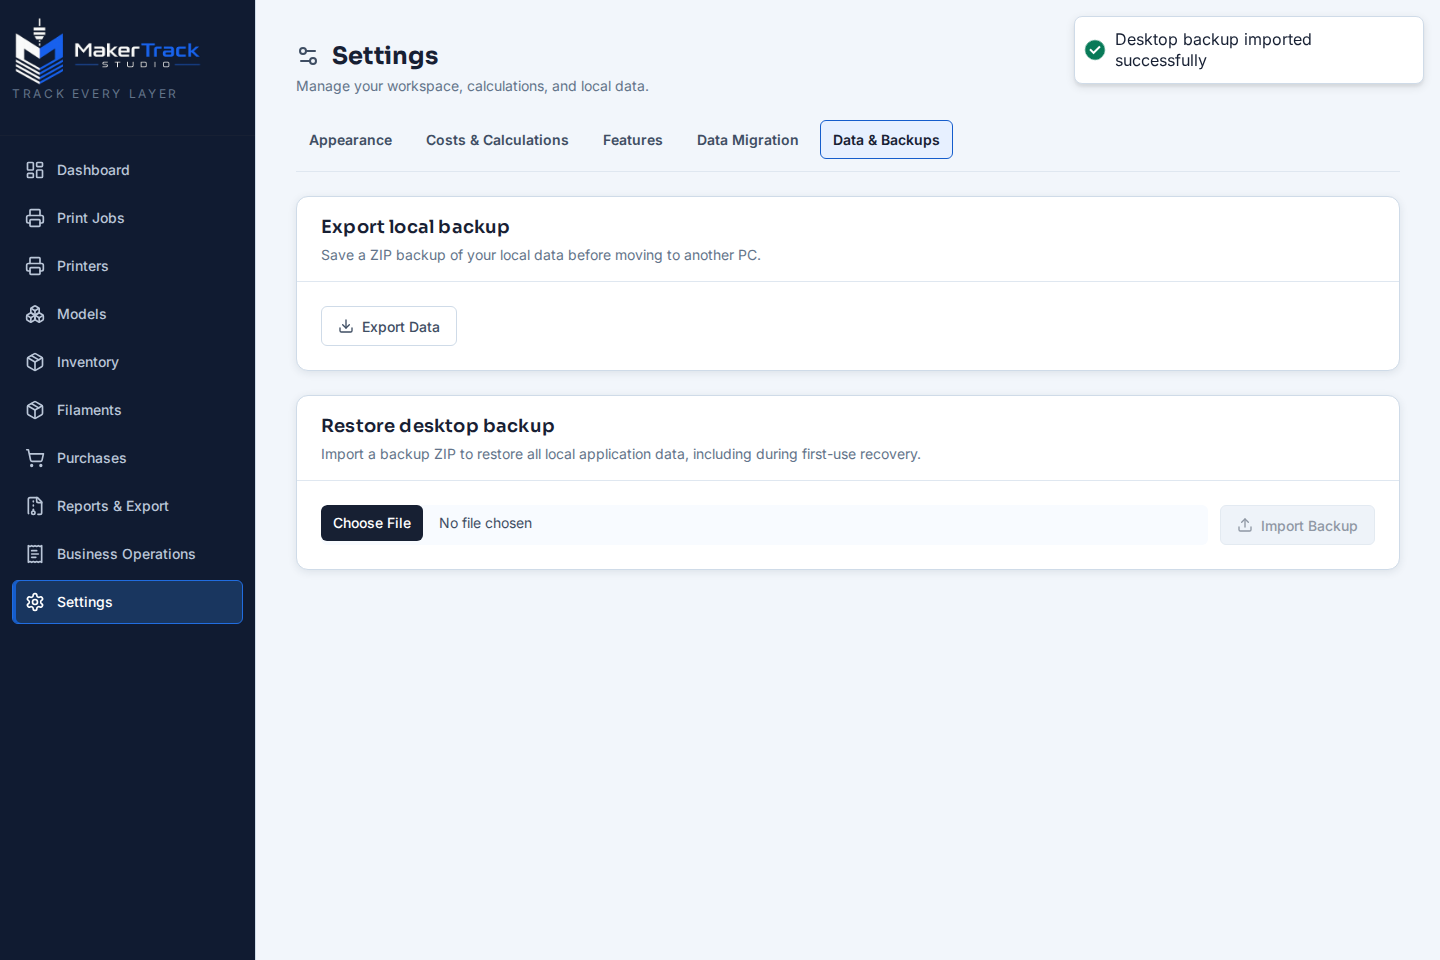 MakerTrack
STUDIO
TRACK EVERY LAYER
Dashboard
Print Jobs
Printers
Models
Inventory
Filaments
Purchases
Reports & Export
Business Operations
Settings
Settings
Manage your workspace, calculations, and local data.
Desktop backup imported
successfully
Appearance
Costs & Calculations
Features
Data Migration
Data & Backups
Export local backup
Save a ZIP backup of your local data before moving to another PC.
Export Data
Restore desktop backup
Import a backup ZIP to restore all local application data, including during first-use recovery.
Choose File
No file chosen
Import Backup